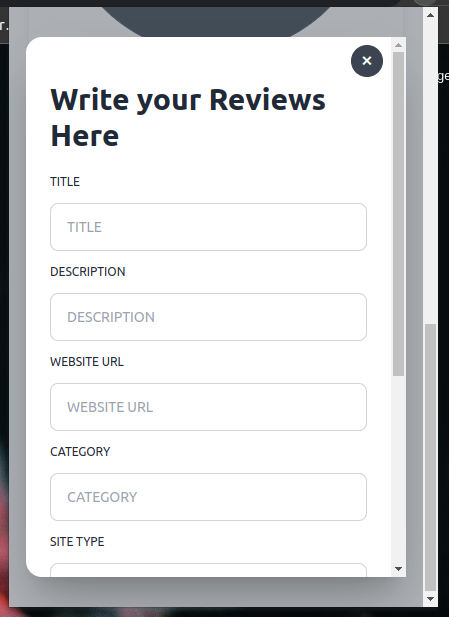 Write your Reviews
Here
TITLE
TITLE
DESCRIPTION
DESCRIPTION
WEBSITE URL
WEBSITE URL
CATEGORY
CATEGORY
SITE TYPE